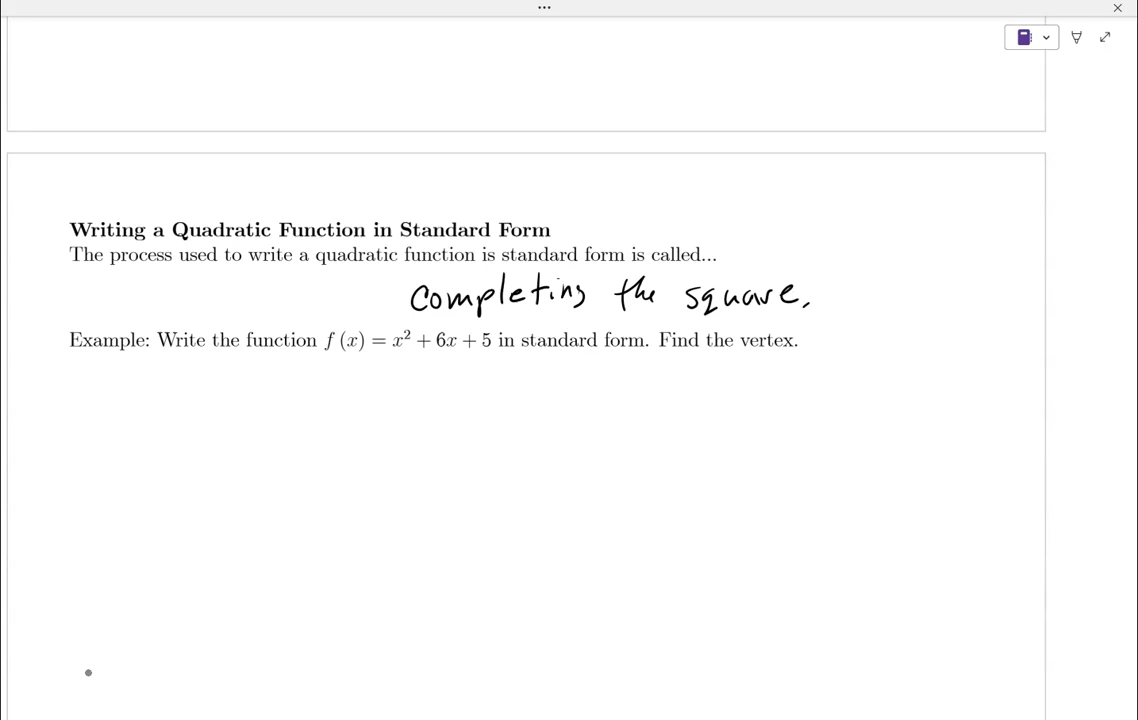 Writing a Quadratic Function in Standard Form
The process used to write a quadratic function is standard form is called...
completing the square.
Example: Write the function f (x) = x² + 6x + 5 in standard form. Find the vertex.